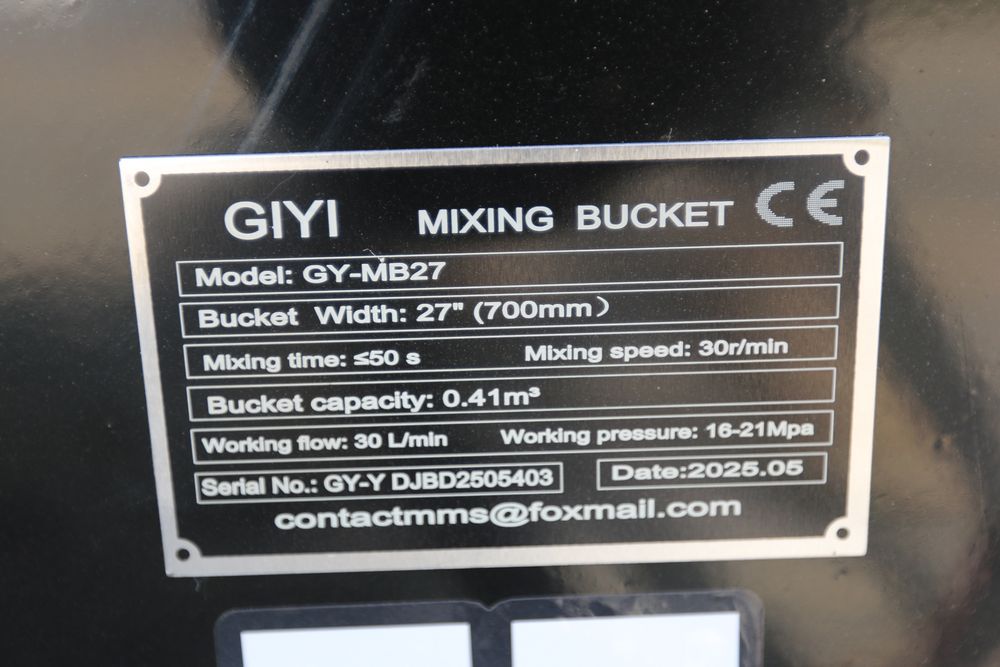 GIYI MIXING BUCKET CE
Model: GY-MB27
Bucket Width: 27" (700mm）
Mixing time: ≤50 s Mixing speed: 30r/min
Bucket capacity: 0.41m³
Working flow: 30 L/min Working pressure: 16-21Mpa
Serial No.: GY-Y DJBD2505403 Date:2025.05
contactmms@foxmail.com